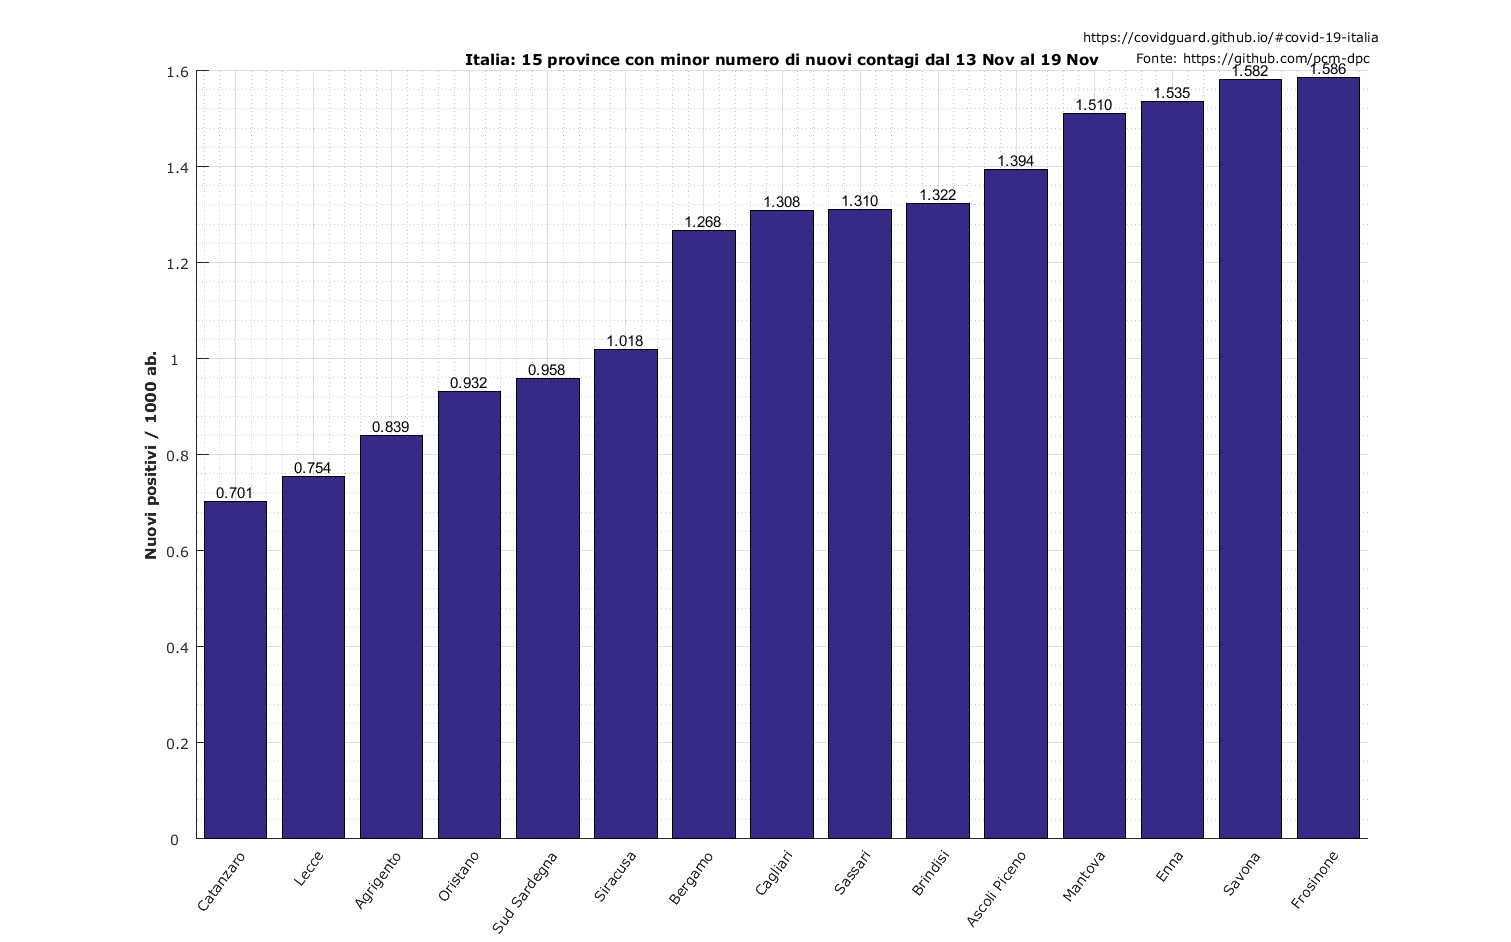 https://covidguard.github.io/#covid-19-italia
Italia: 15 province con minor numero di nuovi contagi dal 13 Nov al 19 Nov
Fonte: https://github.com/pcm-dpc
Nuovi positivi / 1000 ab.
1.6
1.4
1.2
1
0.8
0.6
0.4
0.2
0
0.701
0.754
0.839
0.932
0.958
1.018
1.268
1.308
1.310
1.322
1.394
1.510
1.535
1.582
1.586
Catanzaro
Lecce
Agrigento
Oristano
Sud Sardegna
Siracusa
Bergamo
Cagliari
Sassari
Brindisi
Ascoli Piceno
Mantova
Enna
Savona
Frosinone